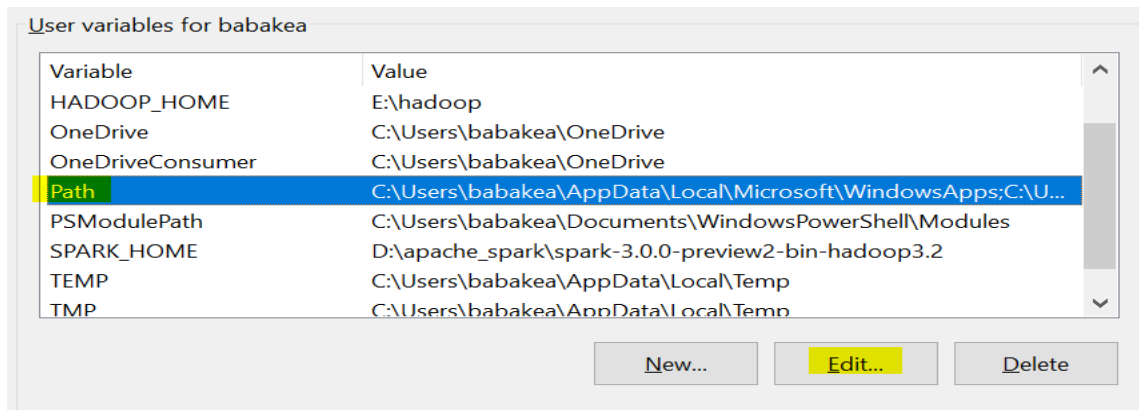 User variables for babakea
Variable Value
HADOOP_HOME E:\hadoop
OneDrive C:\Users\babakea\OneDrive
OneDriveConsumer C:\Users\babakea\OneDrive
Path C:\Users\babakea\AppData\Local\Microsoft\WindowsApps;C:\U...
PSModulePath C:\Users\babakea\Documents\WindowsPowerShell\Modules
SPARK_HOME D:\apache_spark\spark-3.0.0-preview2-bin-hadoop3.2
TEMP C:\Users\babakea\AppData\Local\Temp
TMP C:\Users\babakea\AppData\Local\Temp
New... Edit... Delete